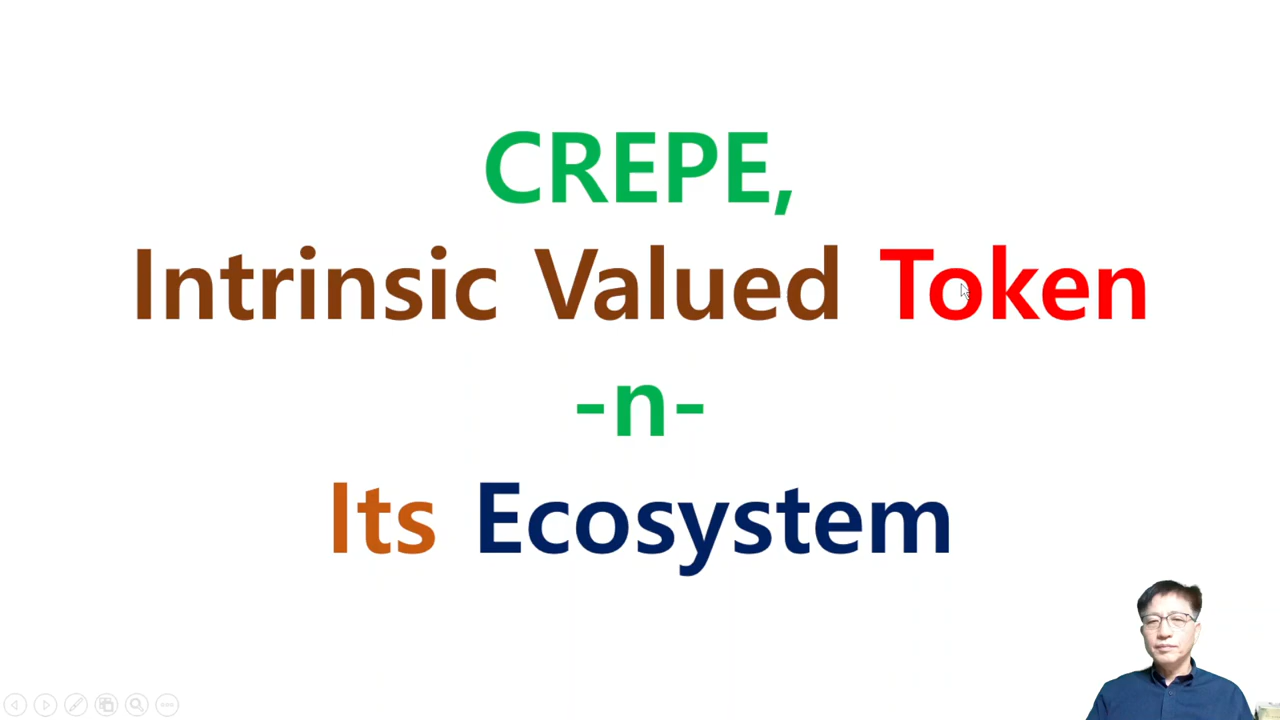 CREPE,
Intrinsic Valued Token
-n-
Its Ecosystem